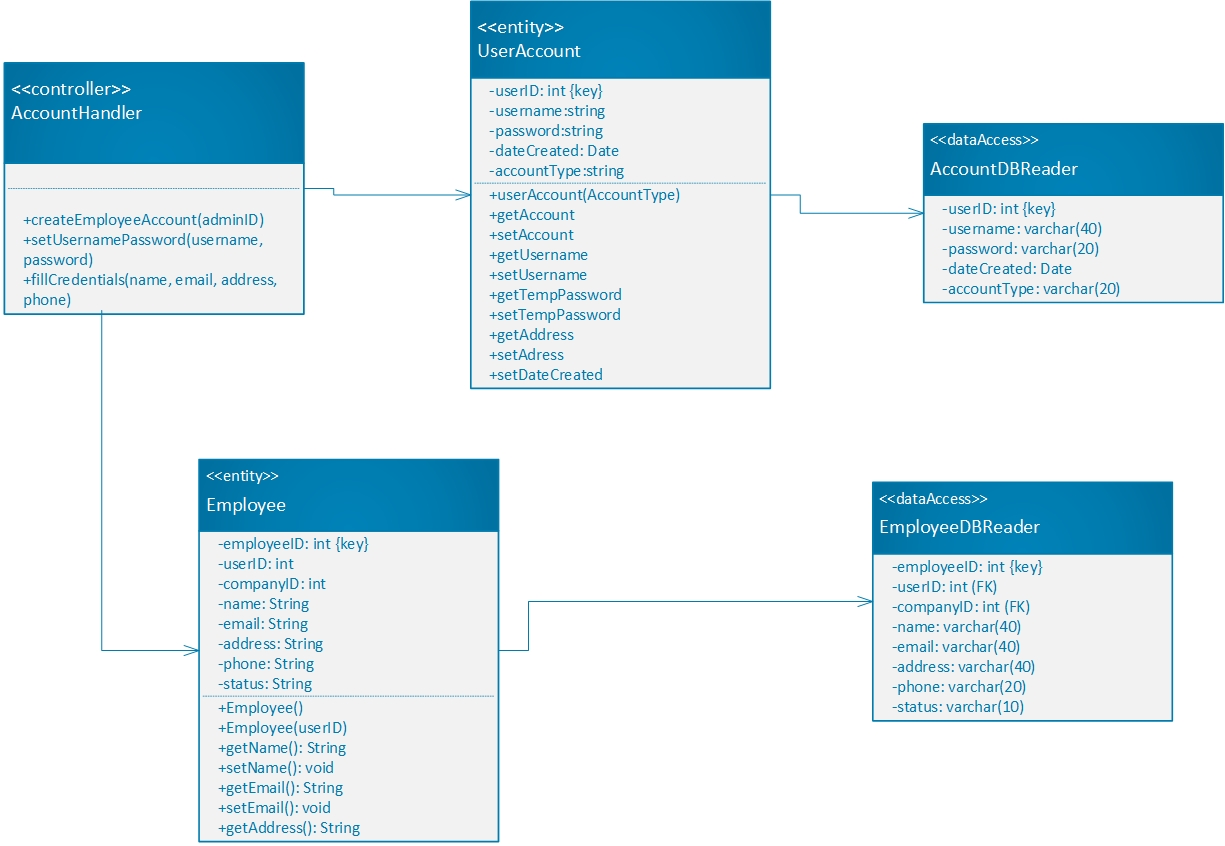 <<controller>>
AccountHandler
+createEmployeeAccount(adminID)
+setUsernamePassword(username,
password)
+fillCredentials(name, email, address,
phone)
<<entity>>
UserAccount
-userID: int {key}
-username:string
-password:string
-dateCreated: Date
-accountType:string
+userAccount(AccountType)
+getAccount
+setAccount
+getUsername
+setUsername
+getTempPassword
+setTempPassword
+getAddress
+setAdress
+setDateCreated
<<dataAccess>>
AccountDBReader
-userID: int {key}
-username: varchar(40)
-password: varchar(20)
-dateCreated: Date
-accountType: varchar(20)
<<entity>>
Employee
-employeeID: int {key}
-userID: int
-companyID: int
-name: String
-email: String
-address: String
-phone: String
-status: String
+Employee()
+Employee(userID)
+getName(): String
+setName(): void
+getEmail(): String
+setEmail(): void
+getAddress(): String
<<dataAccess>>
EmployeeDBReader
-employeeID: int {key}
-userID: int (FK)
-companyID: int (FK)
-name: varchar(40)
-email: varchar(40)
-address: varchar(40)
-phone: varchar(20)
-status: varchar(10)